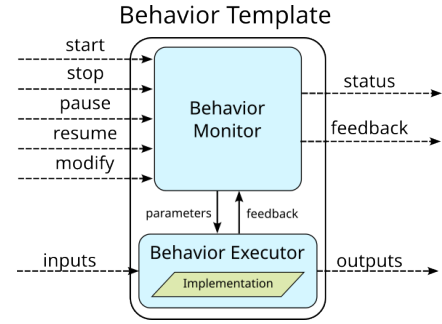 Behavior Template
start
stop
pause
resume
modify
Behavior
Monitor
status
feedback
parameters
feedback
Behavior Executor
Implementation
inputs
outputs